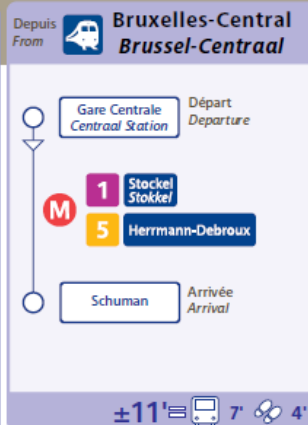 Depuis
From
Bruxelles-Central
Brussel-Centraal
Gare Centrale
Centraal Station
Départ
Departure
M
1 Stockel
Stokkel
5 Herrmann-Debroux
Schuman
Arrivée
Arrival
±11'= 7' 4'